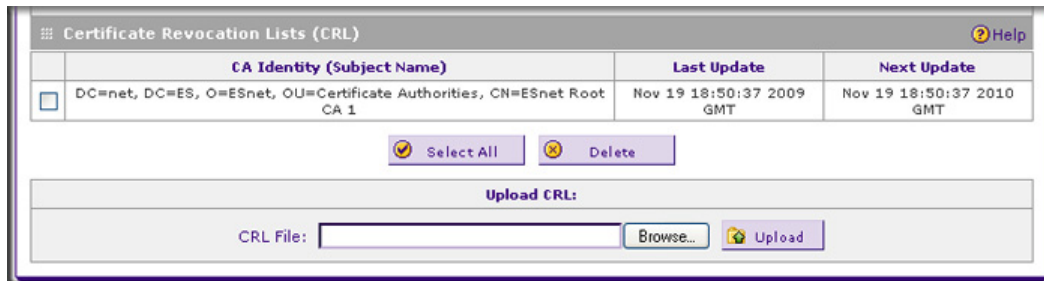 Certificate Revocation Lists (CRL)
Help
CA Identity (Subject Name)
Last Update
Next Update
DC=net, DC=ES, O=ESnet, OU=Certificate Authorities, CN=ESnet Root
CA 1
Nov 19 18:50:37 2009
GMT
Nov 19 18:50:37 2010
GMT
Select All
Delete
Upload CRL:
CRL File:
Browse...
Upload